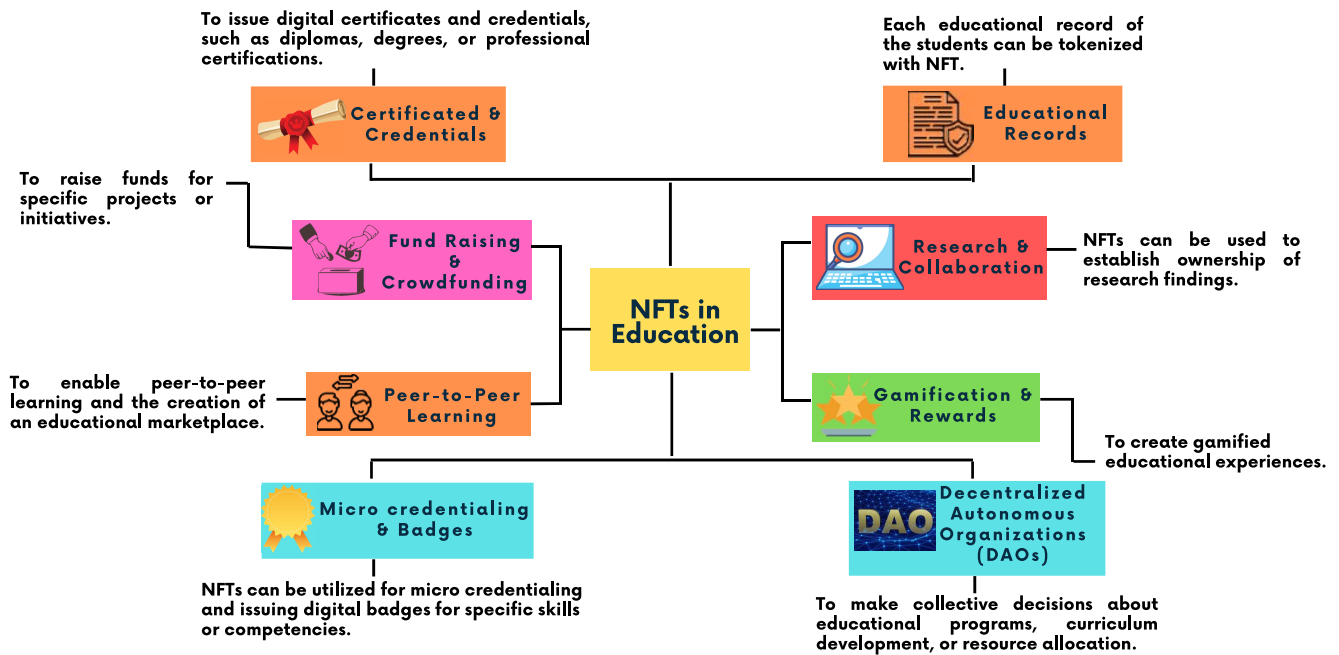 To issue digital certificates and credentials,
such as diplomas, degrees, or professional
certifications.
Each educational record of
the students can be tokenized
with NFT.
Certificated &
Credentials
Educational
Records
To raise funds for
specific projects or
initiatives.
Fund Raising
&
Crowdfunding
Research &
Collaboration
NFTs can be used to
establish ownership of
research findings.
NFTs in
Education
To enable peer-to-peer
learning and the creation of
an educational marketplace.
Peer-to-Peer
Learning
Gamification &
Rewards
To create gamified
educational experiences.
Micro credentialing
& Badges
DAO
Decentralized
Autonomous
Organizations
(DAOs)
NFTs can be utilized for micro credentialing
and issuing digital badges for specific skills
or competencies.
To make collective decisions about
educational programs, curriculum
development, or resource allocation.